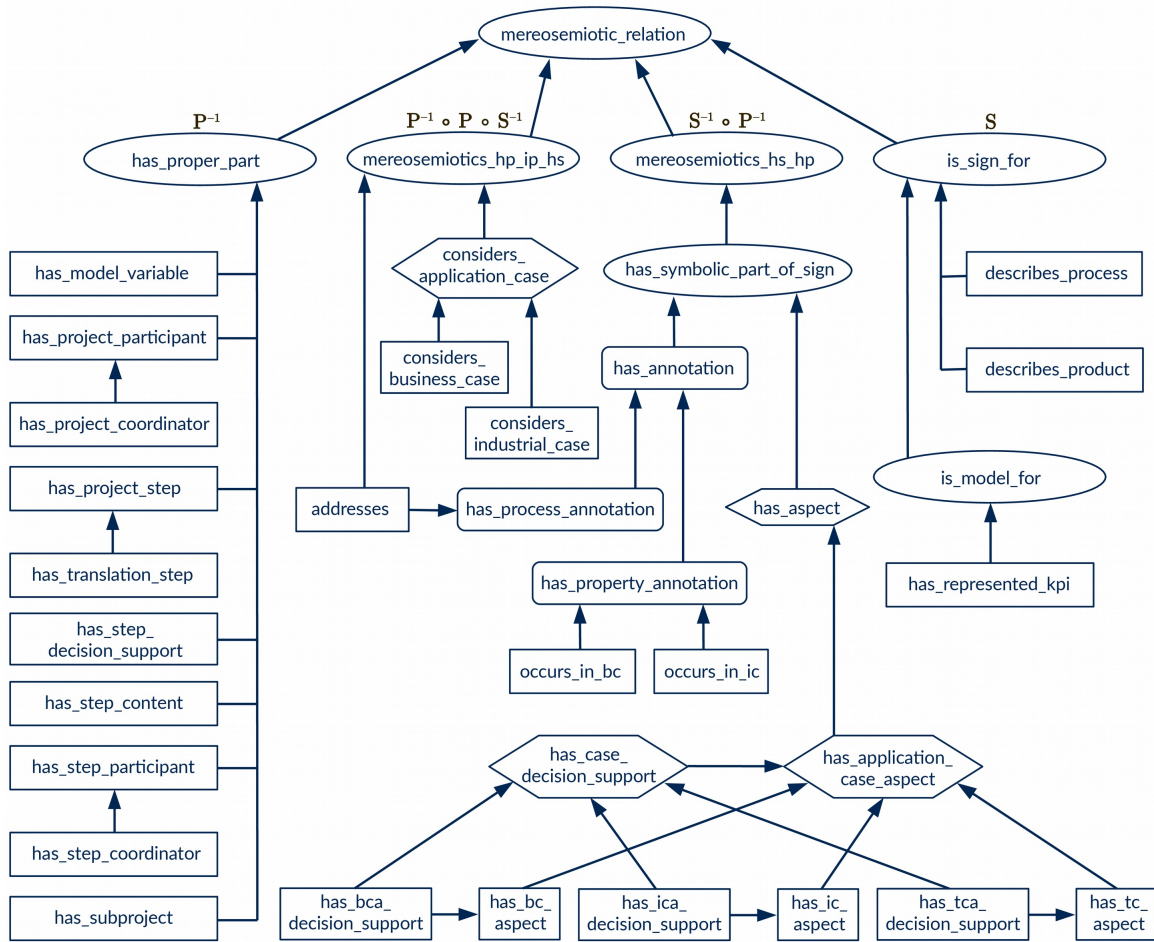 mereosemiotic_relation
P⁻¹
P⁻¹ ∘ P ∘ S⁻¹
S⁻¹ ∘ P⁻¹
S
has_proper_part
mereosemiotics_hp_ip_hs
mereosemiotics_hs_hp
is_sign_for
has_model_variable
considers_
application_case
has_symbolic_part_of_sign
describes_process
has_project_participant
considers_
business_case
has_annotation
describes_product
has_project_coordinator
considers_
industrial_case
has_project_step
addresses
has_process_annotation
has_aspect
is_model_for
has_translation_step
has_property_annotation
has_represented_kpi
has_step_
decision_support
occurs_in_bc
occurs_in_ic
has_step_content
has_step_participant
has_case_
decision_support
has_application_
case_aspect
has_step_coordinator
has_subproject
has_bca_
decision_support
has_bc_
aspect
has_ica_
decision_support
has_ic_
aspect
has_tca_
decision_support
has_tc_
aspect